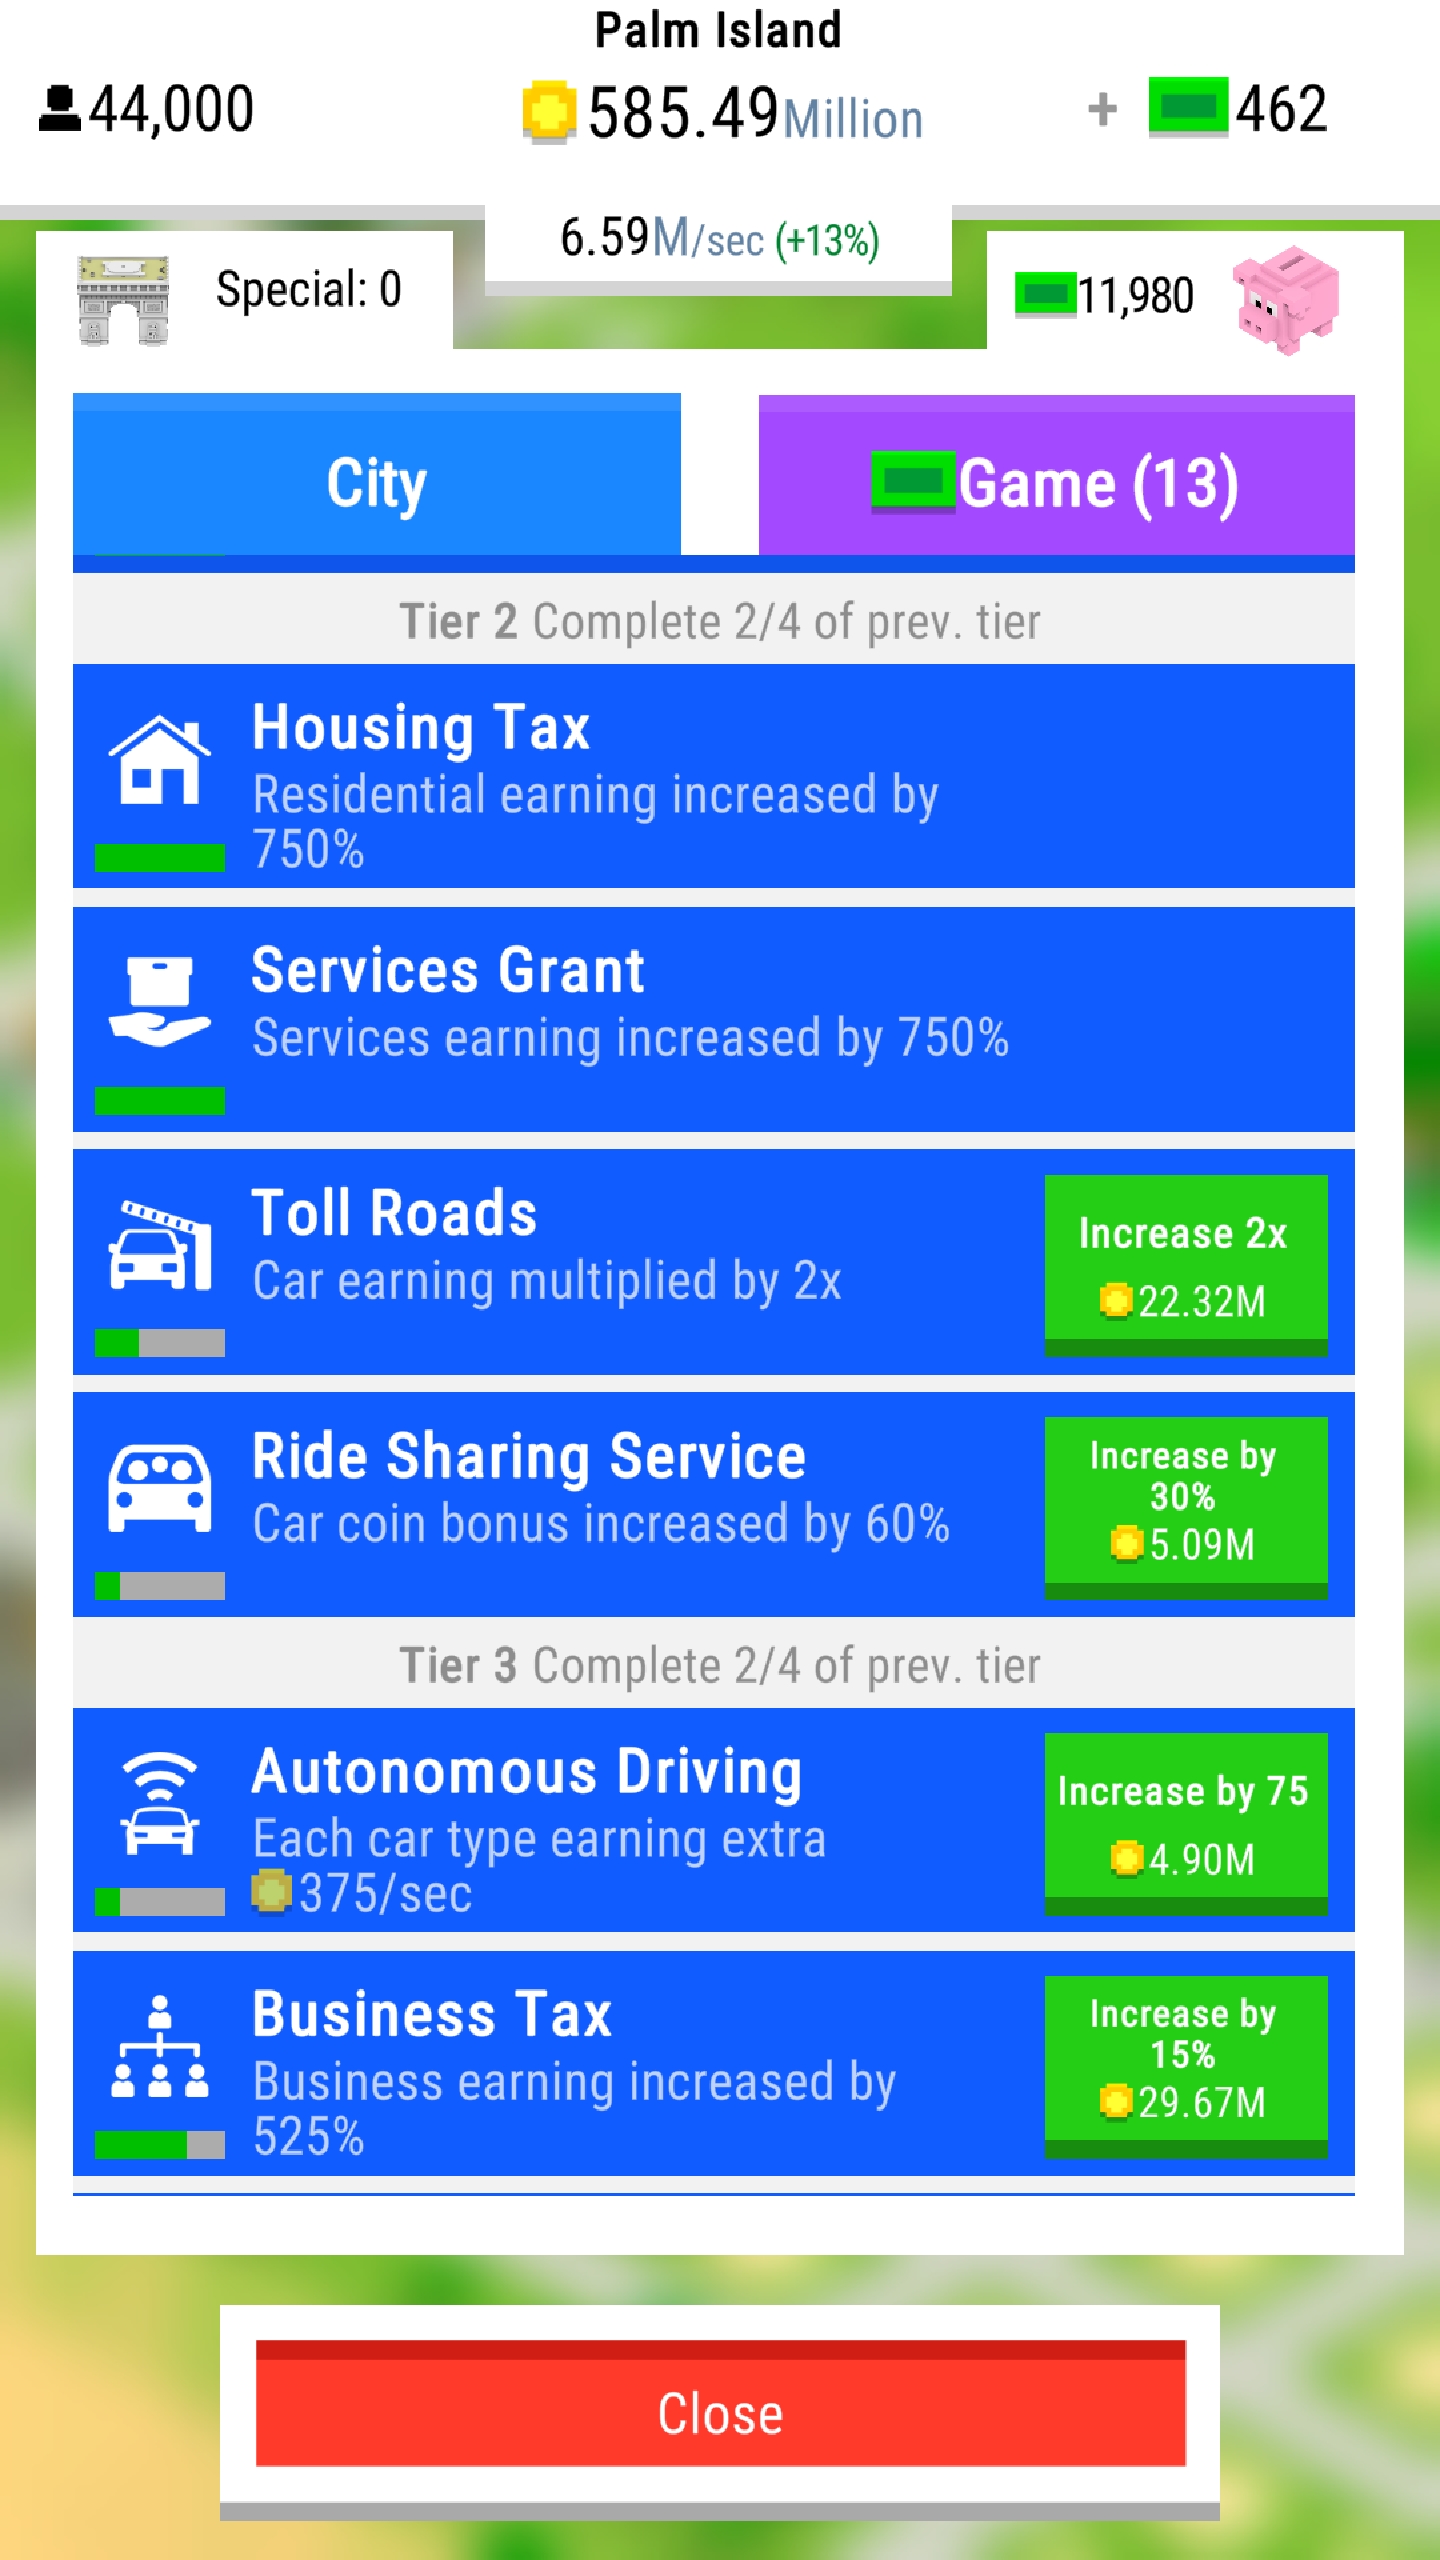 Palm Island
44,000
585.49Million
+ 462
6.59M/sec (+13%)
Special: 0
11,980
City
Game (13)
Tier 2 Complete 2/4 of prev. tier
Housing Tax
Residential earning increased by
750%
Services Grant
Services earning increased by 750%
Toll Roads
Car earning multiplied by 2x
Increase 2x
22.32M
Ride Sharing Service
Car coin bonus increased by 60%
Increase by
30%
5.09M
Tier 3 Complete 2/4 of prev. tier
Autonomous Driving
Each car type earning extra
375/sec
Increase by 75
4.90M
Business Tax
Business earning increased by
525%
Increase by
15%
29.67M
Close